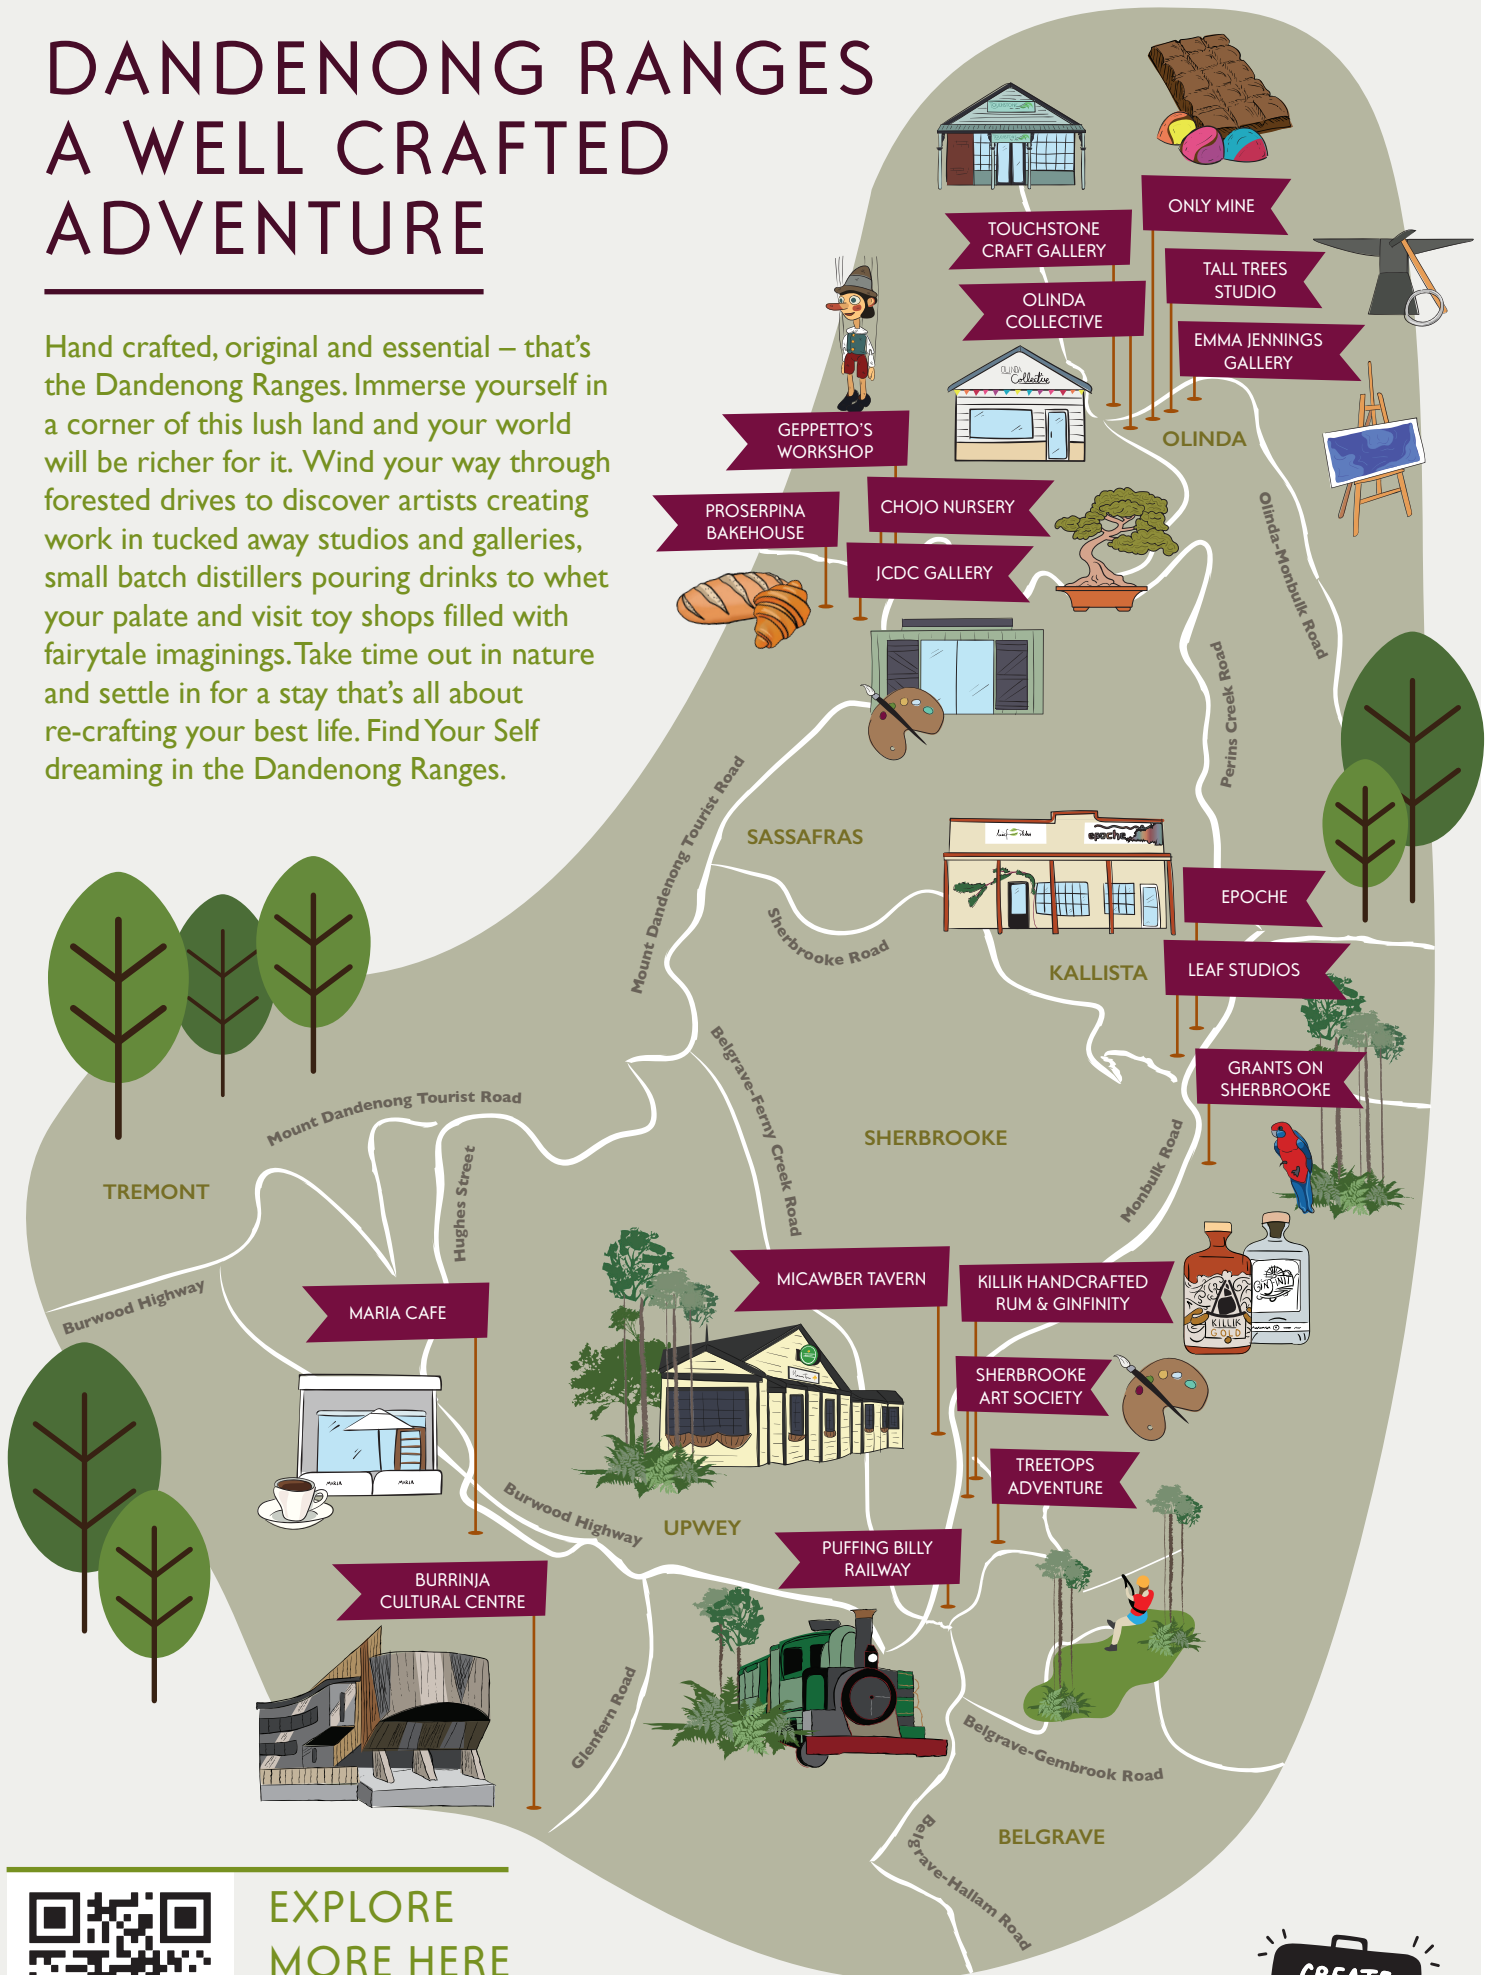 DANDENONG RANGES
A WELL CRAFTED
ADVENTURE
Hand crafted, original and essential – that's
the Dandenong Ranges. Immerse yourself in
a corner of this lush land and your world
will be richer for it. Wind your way through
forested drives to discover artists creating
work in tucked away studios and galleries,
small batch distillers pouring drinks to whet
your palate and visit toy shops filled with
fairytale imaginings. Take time out in nature
and settle in for a stay that's all about
re-crafting your best life. Find Your Self
dreaming in the Dandenong Ranges.
ONLY MINE
TOUCHSTONE
CRAFT GALLERY
TALL TREES
STUDIO
OLINDA
COLLECTIVE
EMMA JENNINGS
GALLERY
OLINDA
Collective
GEPPETTO'S
WORKSHOP
OLINDA
PROSERPINA
BAKEHOUSE
CHOJO NURSERY
JCDC GALLERY
Olinda-Monbulk Road
Perins Creek Road
Mount Dandenong Tourist Road
SASSAFRAS
epoche
Sherbrooke Road
EPOCHE
KALLISTA
LEAF STUDIOS
GRANTS ON
SHERBROOKE
Belgrave-Ferny Creek Road
Mount Dandenong Tourist Road
SHERBROOKE
Monbulk Road
TREMONT
Hughes Street
Burwood Highway
MARIA CAFE
MICAWBER TAVERN
KILLIK HANDCRAFTED
RUM & GINFINITY
GINFINITY
KILLIK
GOLD
SHERBROOKE
ART SOCIETY
MARIA
MARIA
TREETOPS
ADVENTURE
Burwood Highway
UPWEY
PUFFING BILLY
RAILWAY
BURRINJA
CULTURAL CENTRE
Glenfern Road
Belgrave-Gembrook Road
BELGRAVE
Belgrave-Hallam Road
EXPLORE
MORE HERE
CREATE